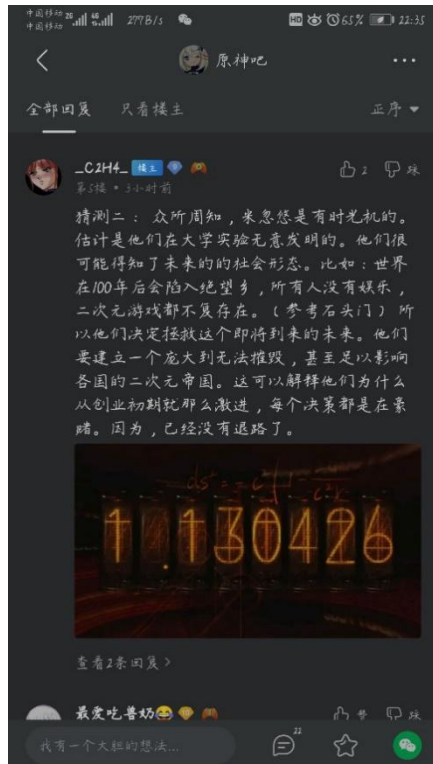 中国移动 中国移动 26 46 277B/s HD 65% 22:35
原神吧
全部回复 只看楼主 正序
_C2H4_ 楼主 2 踩
第5楼 · 3小时前
猜测二：众所周知，米忽悠是有时光机的。
估计是他们在大学实验无意发明的。他们很
可能得知了未来的的社会形态。比如：世界
在100年后会陷入绝望乡，所有人没有娱乐，
二次元游戏都不复存在。（参考石头门）所
以他们决定拯救这个即将到来的未来。他们
要建立一个庞大到无法摧毁，甚至足以影响
各国的二次元帝国。这可以解释他们为什么
从创业初期就那么激进，每个决策都是在豪
赌。因为，已经没有退路了。
1.130426
查看2条回复>
最爱吃兽奶😂 赞 踩
我有一个大胆的想法... 22